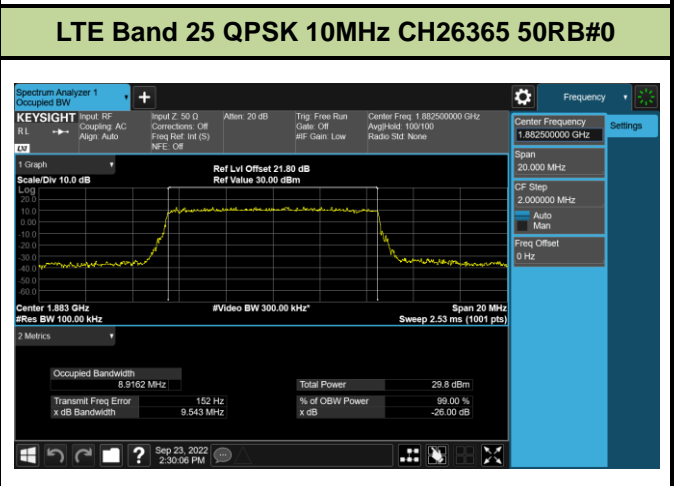 LTE Band 25 QPSK 10MHz CH26365 50RB#0
Spectrum Analyzer 1
Occupied BW
Frequency
KEYSIGHT
RL
Input: RF
Coupling: AC
Align: Auto
Input Z: 50 Ω
Corrections: Off
Freq Ref: Int (S)
NFE: Off
Atten: 20 dB
Trig: Free Run
Gate: Off
#IF Gain: Low
Center Freq: 1.882500000 GHz
Avg|Hold: 100/100
Radio Std: None
Center Frequency
1.882500000 GHz
Settings
Span
20.000 MHz
CF Step
2.000000 MHz
Auto
Man
Freq Offset
0 Hz
1 Graph
Scale/Div 10.0 dB
Ref Lvl Offset 21.80 dB
Ref Value 30.00 dBm
Log
20.0
10.0
0.00
-10.0
-20.0
-30.0
-40.0
-50.0
-60.0
Center 1.883 GHz
#Res BW 100.00 kHz
#Video BW 300.00 kHz*
Span 20 MHz
Sweep 2.53 ms (1001 pts)
2 Metrics
Occupied Bandwidth
8.9162 MHz
Total Power 29.8 dBm
Transmit Freq Error 152 Hz
% of OBW Power 99.00 %
x dB Bandwidth 9.543 MHz
x dB -26.00 dB
Sep 23, 2022
2:30:06 PM